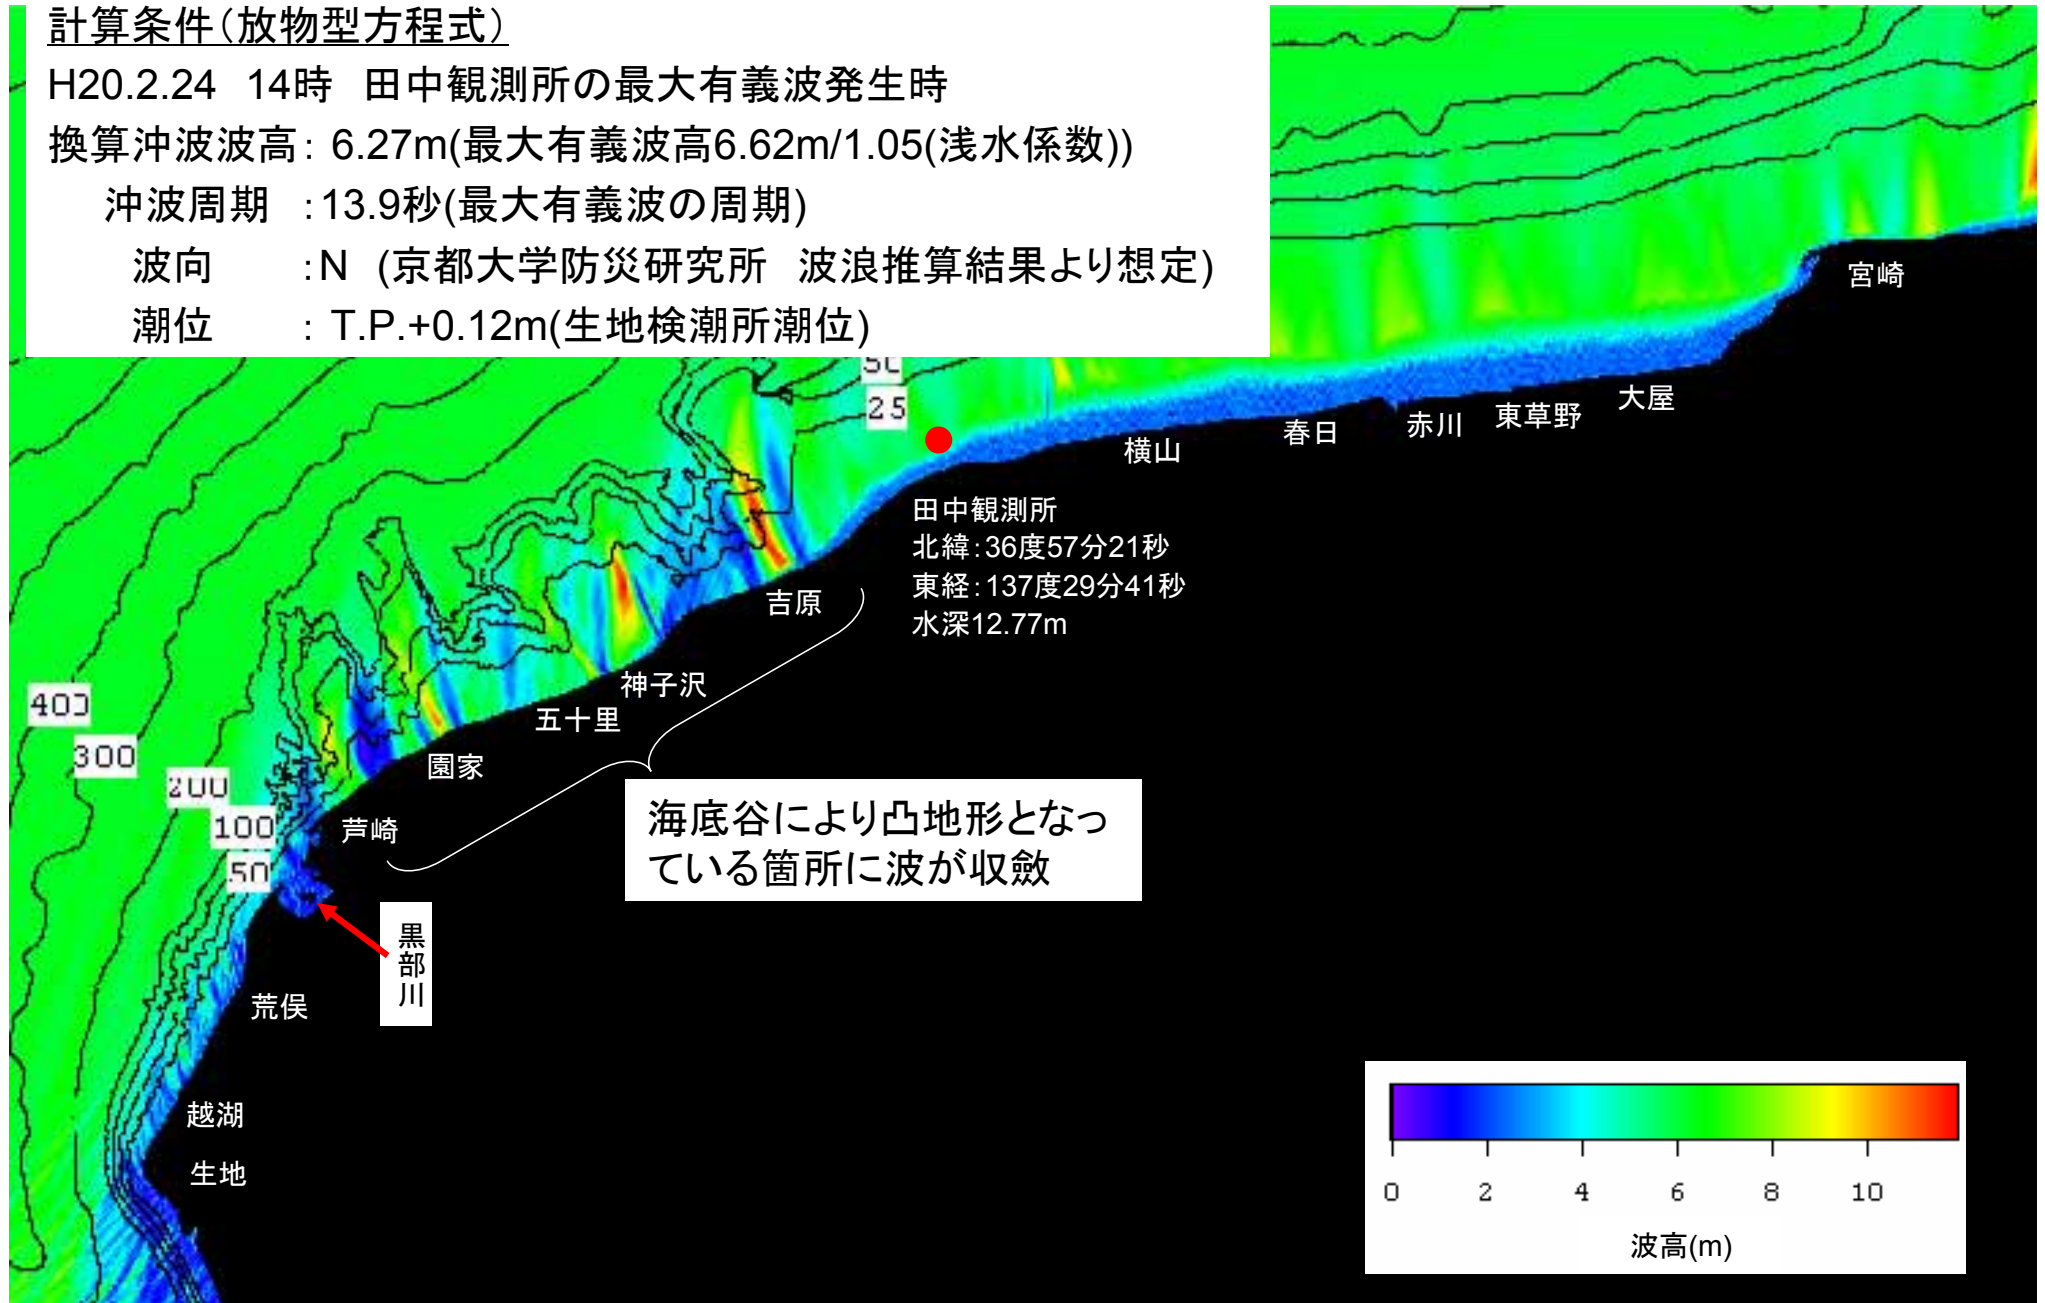 計算条件(放物型方程式)
H20.2.24　14時　田中観測所の最大有義波発生時
換算沖波波高：6.27m(最大有義波高6.62m/1.05(浅水係数))
沖波周期　：13.9秒(最大有義波の周期)
波向　：N　(京都大学防災研究所　波浪推算結果より想定)
潮位　：T.P.+0.12m(生地検潮所潮位)
50
25
宮崎
大屋
東草野
赤川
春日
横山
田中観測所
北緯：36度57分21秒
東経：137度29分41秒
水深12.77m
吉原
神子沢
五十里
園家
芦崎
400
300
200
100
50
海底谷により凸地形となっ
ている箇所に波が収斂
黒部川
荒俣
越湖
生地
0 2 4 6 8 10
波高(m)